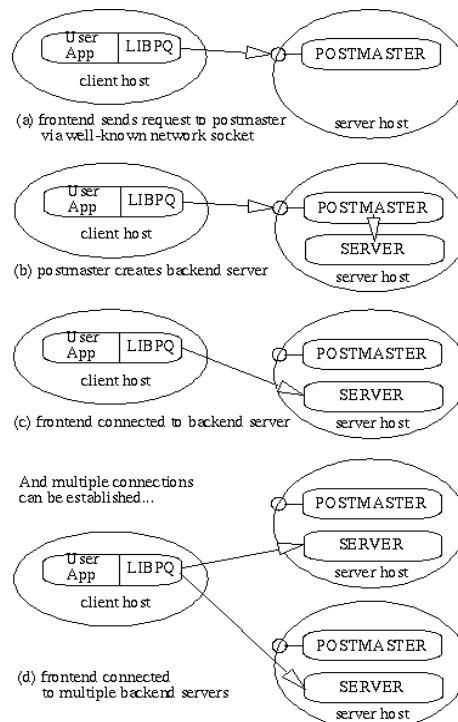 User
App
LIBPQ
client host
POSTMASTER
server host
(a) frontend sends request to postmaster
via well-known network socket
User
App
LIBPQ
client host
POSTMASTER
SERVER
server host
(b) postmaster creates backend server
User
App
LIBPQ
client host
POSTMASTER
SERVER
server host
(c) frontend connected to backend server
And multiple connections
can be established...
POSTMASTER
SERVER
server host
User
App
LIBPQ
client host
POSTMASTER
SERVER
server host
(d) frontend connected
to multiple backend servers